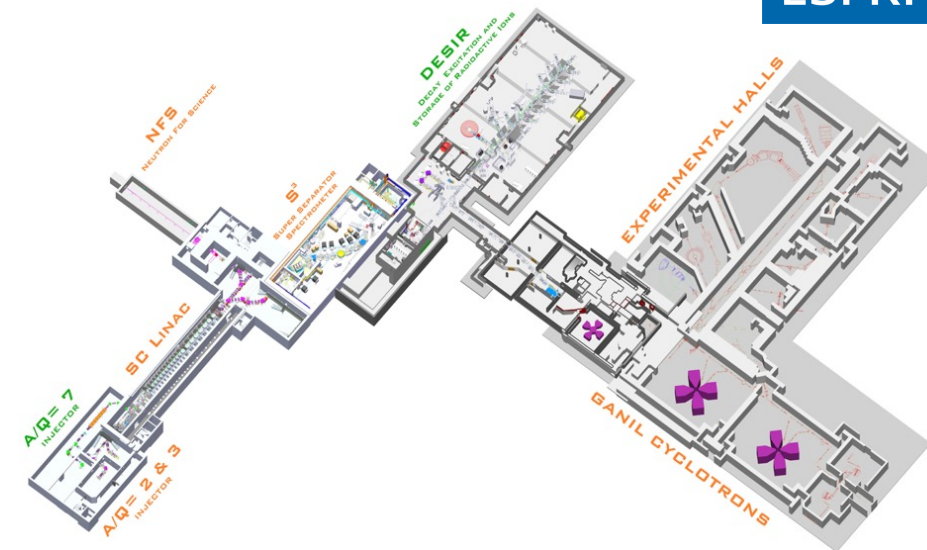 DESIR
DECAY EXCITATION AND
STORAGE OF RADIOACTIVE IONS
NFS
NEUTRON FOR SCIENCE
S³
SUPER SEPARATOR
SPECTROMETER
EXPERIMENTAL HALLS
SC LINAC
A/Q= 7
INJECTOR
A/Q= 2 & 3
INJECTOR
GANIL CYCLOTRONS